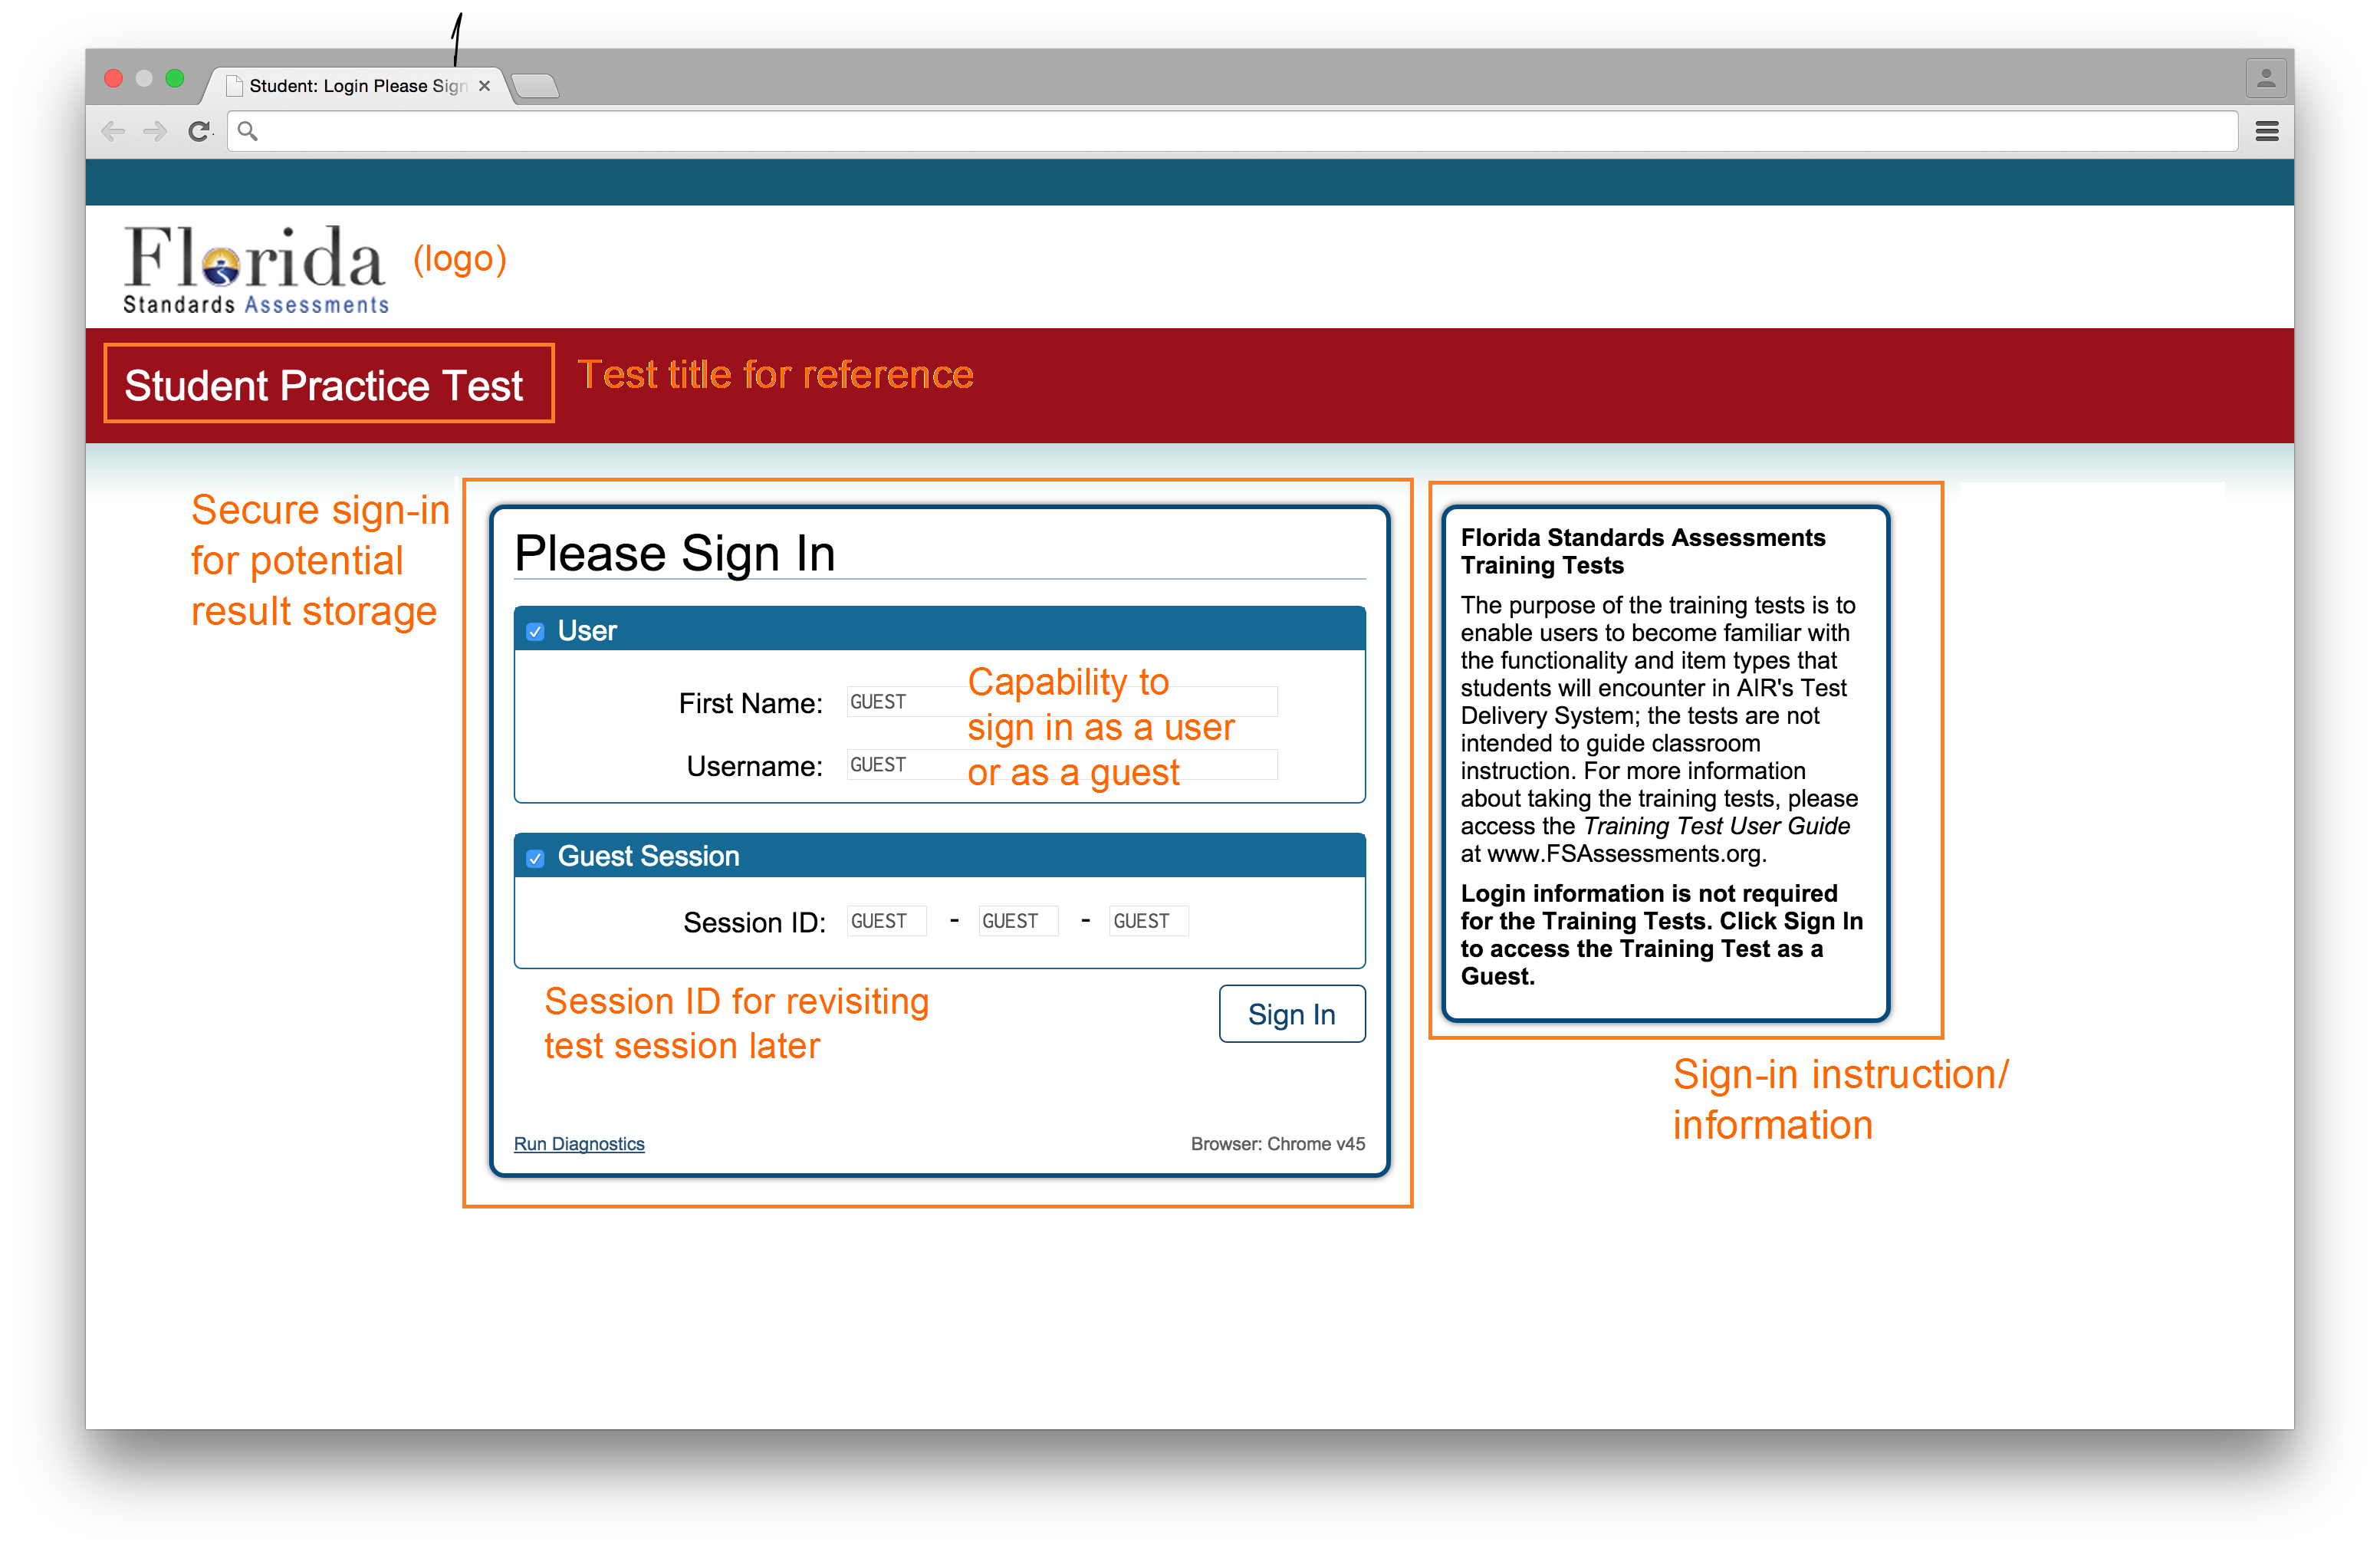 1
Student: Login Please Sign
Florida
(logo)
Standards Assessments
Student Practice Test
Test title for reference
Secure sign-in
for potential
result storage
Please Sign In
User
First Name: GUEST
Username: GUEST
Capability to
sign in as a user
or as a guest
Guest Session
Session ID: GUEST - GUEST - GUEST
Session ID for revisiting
test session later
Sign In
Run Diagnostics
Browser: Chrome v45
Florida Standards Assessments
Training Tests
The purpose of the training tests is to
enable users to become familiar with
the functionality and item types that
students will encounter in AIR's Test
Delivery System; the tests are not
intended to guide classroom
instruction. For more information
about taking the training tests, please
access the Training Test User Guide
at www.FSAssessments.org.
Login information is not required
for the Training Tests. Click Sign In
to access the Training Test as a
Guest.
Sign-in instruction/
information